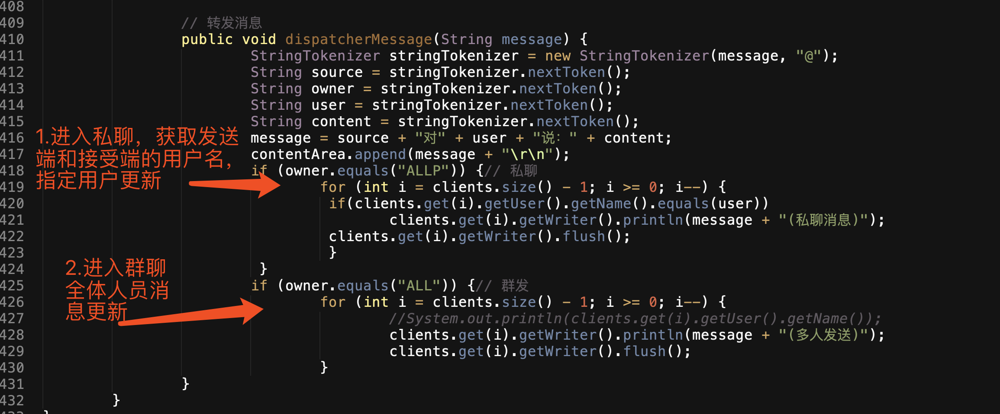 408
409 // 转发消息
410 public void dispatcherMessage(String message) {
411 StringTokenizer stringTokenizer = new StringTokenizer(message, "@");
412 String source = stringTokenizer.nextToken();
413 String owner = stringTokenizer.nextToken();
414 String user = stringTokenizer.nextToken();
415 String content = stringTokenizer.nextToken();
416 message = source + "对" + user + "说：" + content;
417 contentArea.append(message + "\r\n");
418 if (owner.equals("ALLP")) {// 私聊
419 for (int i = clients.size() - 1; i >= 0; i--) {
420 if(clients.get(i).getUser().getName().equals(user))
421 clients.get(i).getWriter().println(message + "(私聊消息)");
422 clients.get(i).getWriter().flush();
423 }
424 }
425 if (owner.equals("ALL")) {// 群发
426 for (int i = clients.size() - 1; i >= 0; i--) {
427 //System.out.println(clients.get(i).getUser().getName());
428 clients.get(i).getWriter().println(message + "(多人发送)");
429 clients.get(i).getWriter().flush();
430 }
431 }
432 }
433 }
1.进入私聊，获取发送
端和接受端的用户名，
指定用户更新
2.进入群聊
全体人员消
息更新